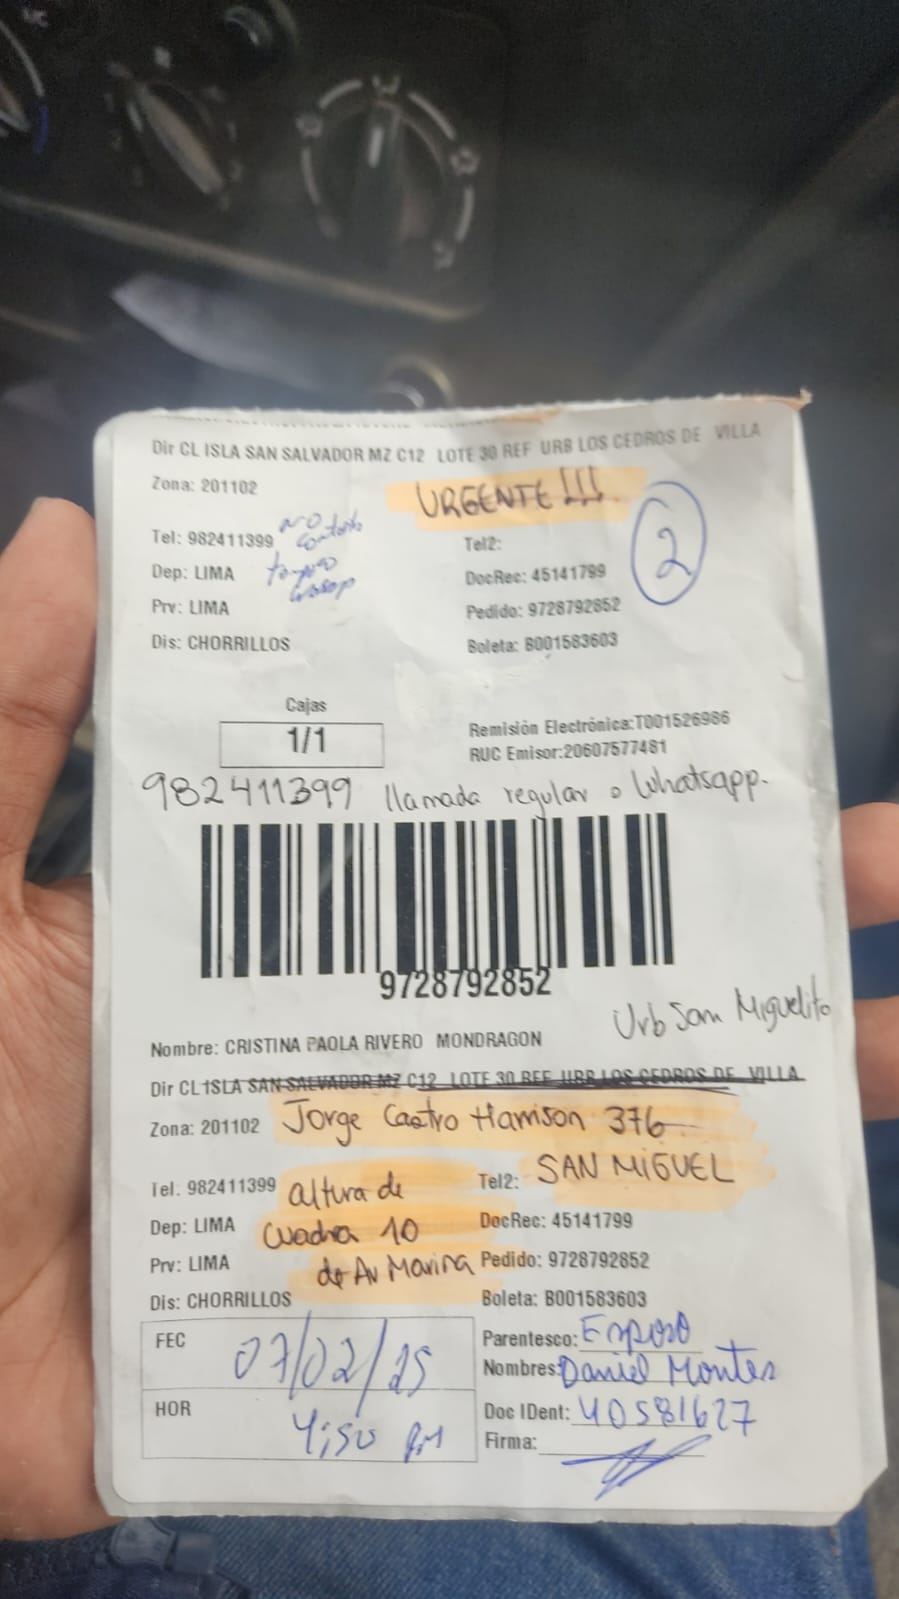 Dir CL ISLA SAN SALVADOR MZ C12 LOTE 30 REF URB LOS CEDROS DE VILLA
Zona: 201102
URGENTE!!!
2
Tel: 982411399
no contesta
Tel2:
Dep: LIMA
DocRec: 45141799
Prv: LIMA
Pedido: 9728792852
Dis: CHORRILLOS
Boleta: B001583603
Cajas
1/1
Remisión Electrónica:T001526986
RUC Emisor:20607577481
982411399 llamada regular o Whatsapp.
9728792852
Urb San Miguelito
Nombre: CRISTINA PAOLA RIVERO MONDRAGON
Dir CL ISLA SAN SALVADOR MZ C12 LOTE 30 REF URB LOS CEDROS DE VILLA
Zona: 201102 Jorge Castro Harrison 376
Tel. 982411399 altura de
Tel2: SAN MIGUEL
Dep: LIMA cuadra 10
DocRec: 45141799
Prv: LIMA de Av Marina
Pedido: 9728792852
Dis: CHORRILLOS
Boleta: B001583603
FEC 07/02/25
Parentesco: Esposo
Nombres: Daniel Montes
HOR 4:50 PM
Doc IDent: 40581627
Firma: